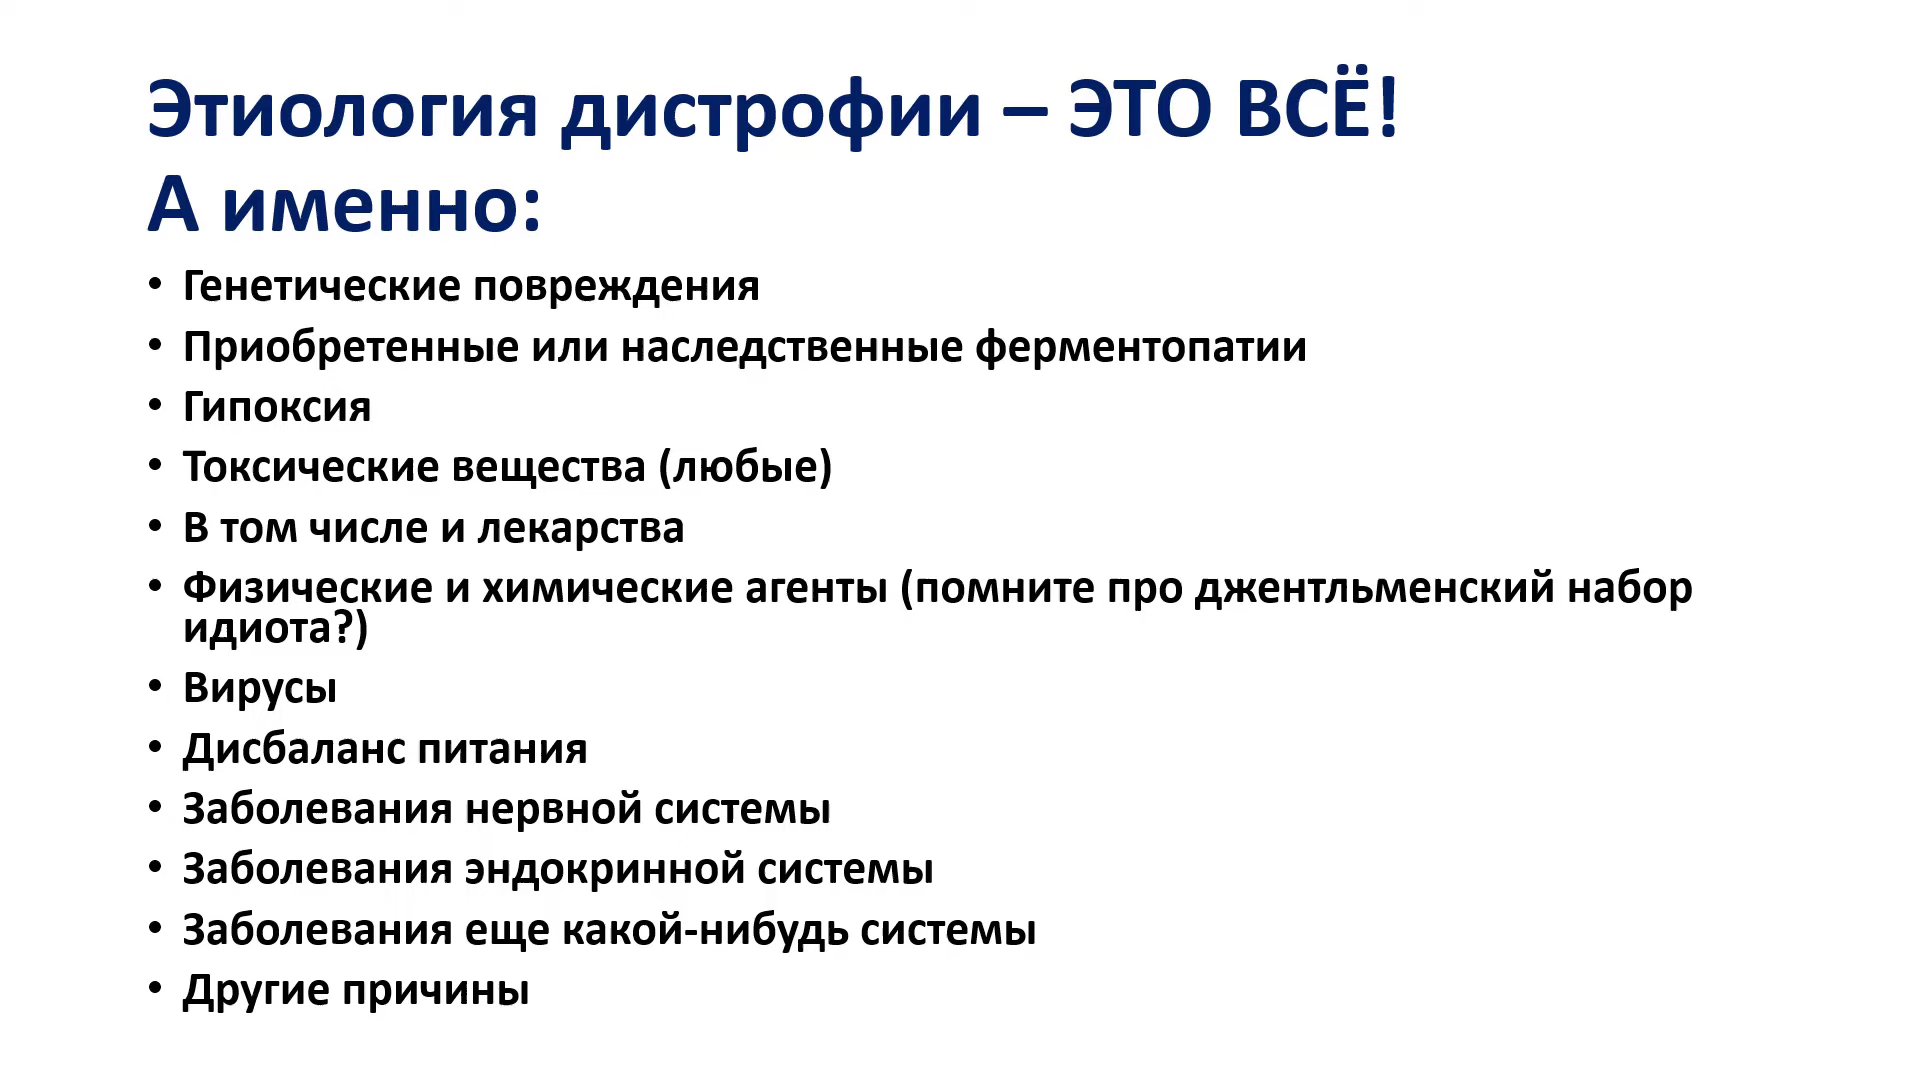 Этиология дистрофии – ЭТО ВСЁ!
А именно:
• Генетические повреждения
• Приобретенные или наследственные ферментопатии
• Гипоксия
• Токсические вещества (любые)
• В том числе и лекарства
• Физические и химические агенты (помните про джентльменский набор
идиота?)
• Вирусы
• Дисбаланс питания
• Заболевания нервной системы
• Заболевания эндокринной системы
• Заболевания еще какой-нибудь системы
• Другие причины